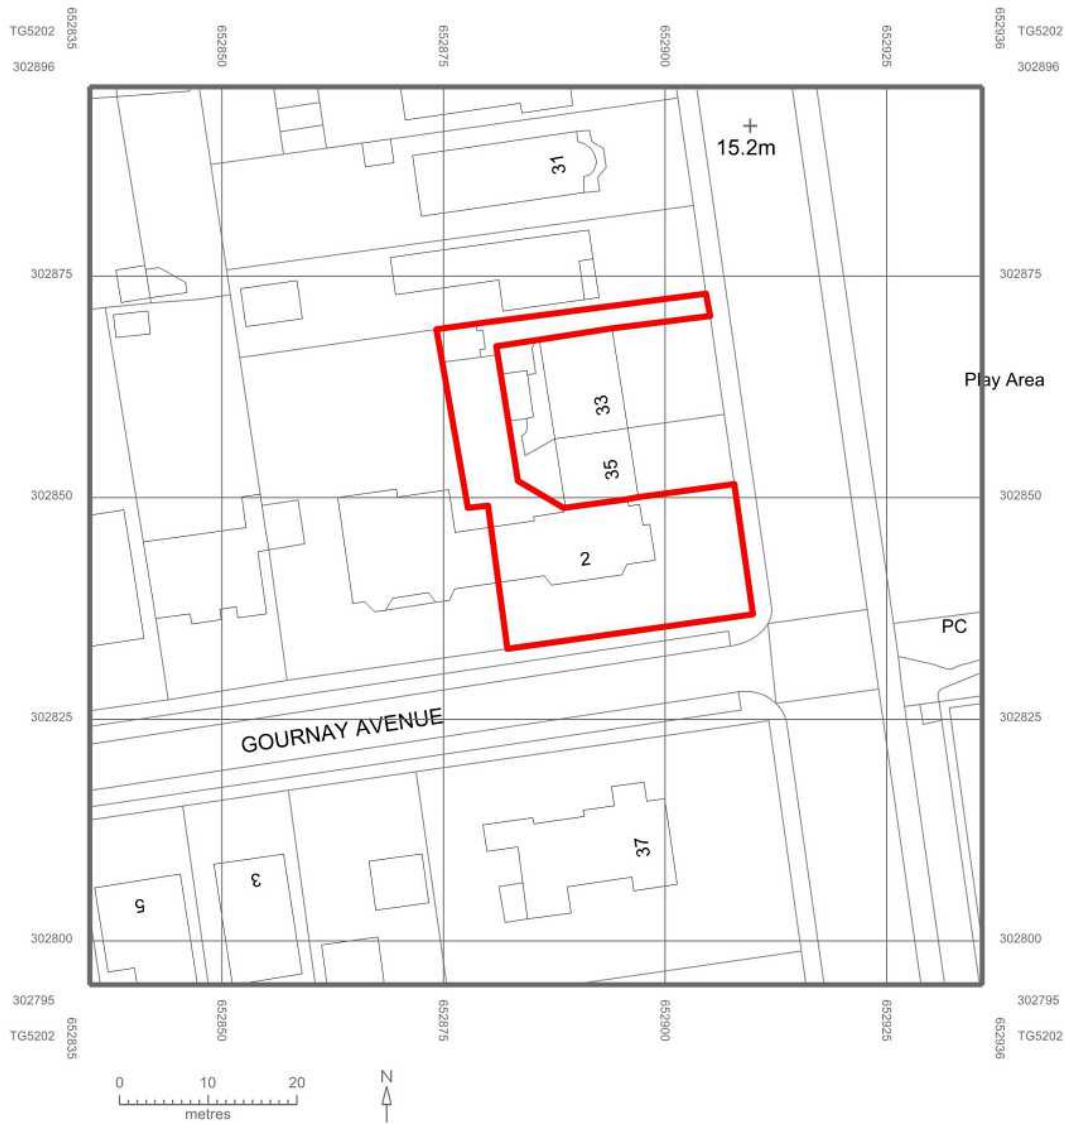 TG5202 652835 652850 652875 652900 652925 652936 TG5202
302896 302896
15.2m
31
302875 302875
Play Area
33
35
302850 302850
2
PC
302825 302825
GOURNAY AVENUE
37
3
5
302800 302800
302795 302795
TG5202 652835 652850 652875 652900 652925 652936 TG5202
0 10 20
metres
N